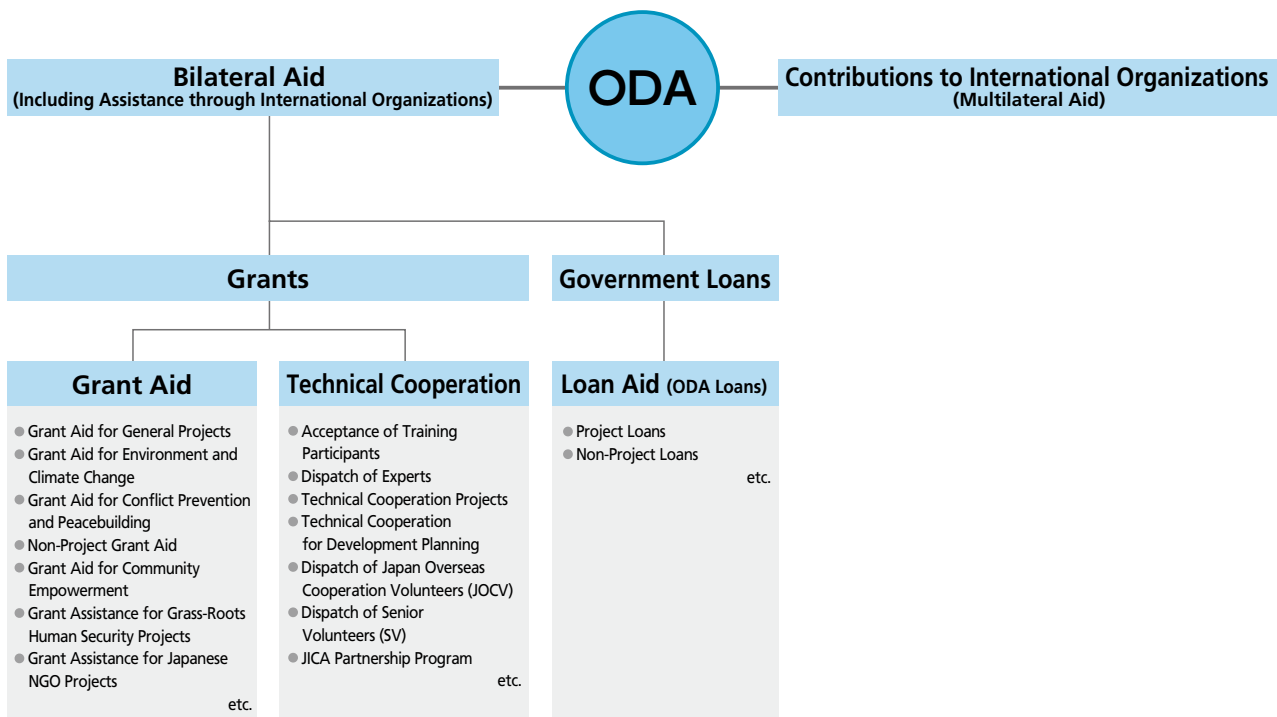 ODA
Bilateral Aid
(Including Assistance through International Organizations)
Contributions to International Organizations
(Multilateral Aid)
Grants
Government Loans
Grant Aid
Grant Aid for General Projects
Grant Aid for Environment and
Climate Change
Grant Aid for Conflict Prevention
and Peacebuilding
Non-Project Grant Aid
Grant Aid for Community
Empowerment
Grant Assistance for Grass-Roots
Human Security Projects
Grant Assistance for Japanese
NGO Projects
etc.
Technical Cooperation
Acceptance of Training
Participants
Dispatch of Experts
Technical Cooperation Projects
Technical Cooperation
for Development Planning
Dispatch of Japan Overseas
Cooperation Volunteers (JOCV)
Dispatch of Senior
Volunteers (SV)
JICA Partnership Program
etc.
Loan Aid (ODA Loans)
Project Loans
Non-Project Loans
etc.